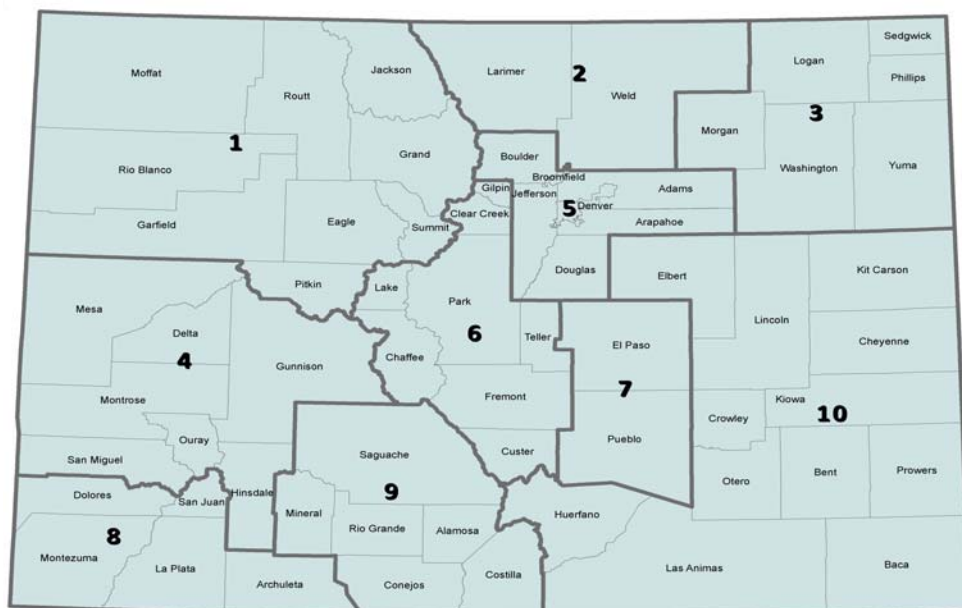 Moffat
Routt
Jackson
Larimer
2
Weld
Logan
Sedgwick
Phillips
1
Rio Blanco
Grand
Morgan
3
Washington
Yuma
Boulder
Broomfield
Gilpin
Jefferson
Adams
5
Denver
Arapahoe
Garfield
Eagle
Summit
Clear Creek
Douglas
Elbert
Kit Carson
Mesa
Pitkin
Lake
Park
Lincoln
Delta
4
6
Teller
El Paso
Cheyenne
Gunnison
Chaffee
Montrose
Fremont
7
Kiowa
10
Crowley
Ouray
San Miguel
Saguache
Custer
Pueblo
Otero
Bent
Prowers
Dolores
San Juan
Hinsdale
9
Mineral
Rio Grande
Alamosa
Huerfano
8
Montezuma
La Plata
Archuleta
Conejos
Costilla
Las Animas
Baca